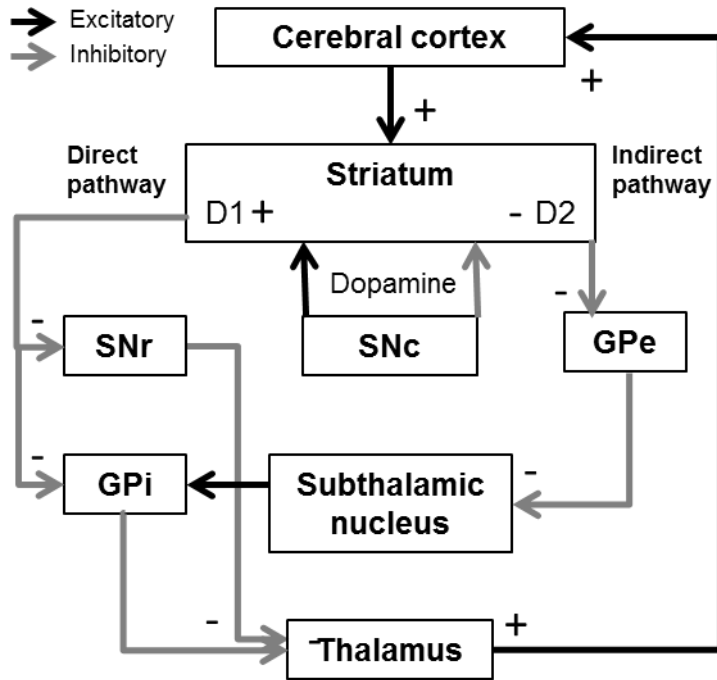 Excitatory
Inhibitory
Cerebral cortex
+
+
Direct
pathway
Striatum
Indirect
pathway
D1 +
- D2
Dopamine
-
-
SNr
SNc
GPe
-
GPi
Subthalamic
nucleus
-
-
-Thalamus
+